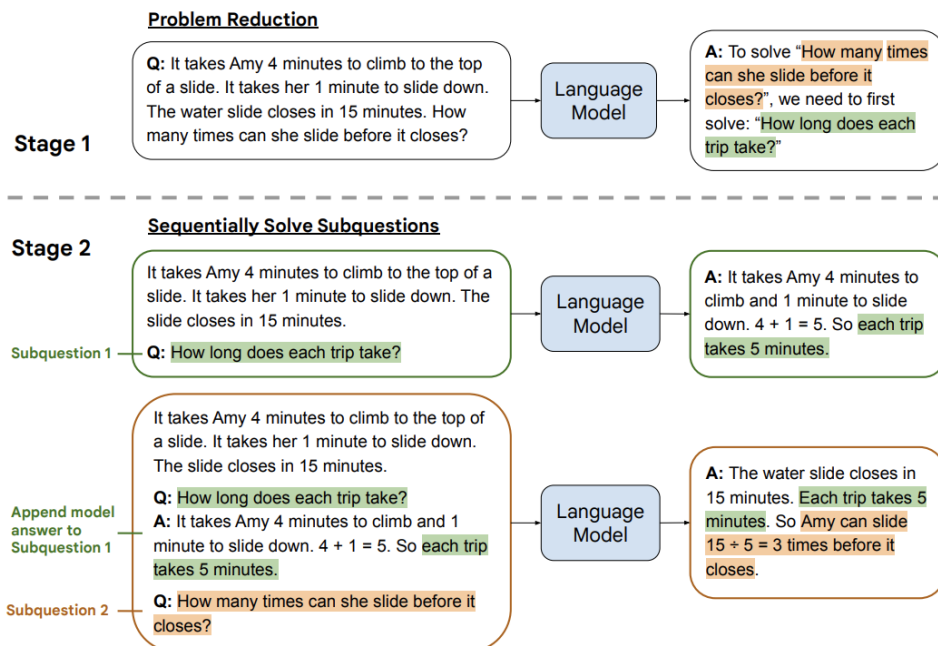 Problem Reduction
Stage 1
Q: It takes Amy 4 minutes to climb to the top
of a slide. It takes her 1 minute to slide down.
The water slide closes in 15 minutes. How
many times can she slide before it closes?
Language
Model
A: To solve “How many times
can she slide before it
closes?”, we need to first
solve: “How long does each
trip take?”
Stage 2
Sequentially Solve Subquestions
It takes Amy 4 minutes to climb to the top of a
slide. It takes her 1 minute to slide down. The
slide closes in 15 minutes.
Subquestion 1
Q: How long does each trip take?
Language
Model
A: It takes Amy 4 minutes to
climb and 1 minute to slide
down. 4 + 1 = 5. So each trip
takes 5 minutes.
It takes Amy 4 minutes to climb to the top of
a slide. It takes her 1 minute to slide down.
The slide closes in 15 minutes.
Append model
answer to
Subquestion 1
Q: How long does each trip take?
A: It takes Amy 4 minutes to climb and 1
minute to slide down. 4 + 1 = 5. So each trip
takes 5 minutes.
Subquestion 2
Q: How many times can she slide before it
closes?
Language
Model
A: The water slide closes in
15 minutes. Each trip takes 5
minutes. So Amy can slide
15 ÷ 5 = 3 times before it
closes.